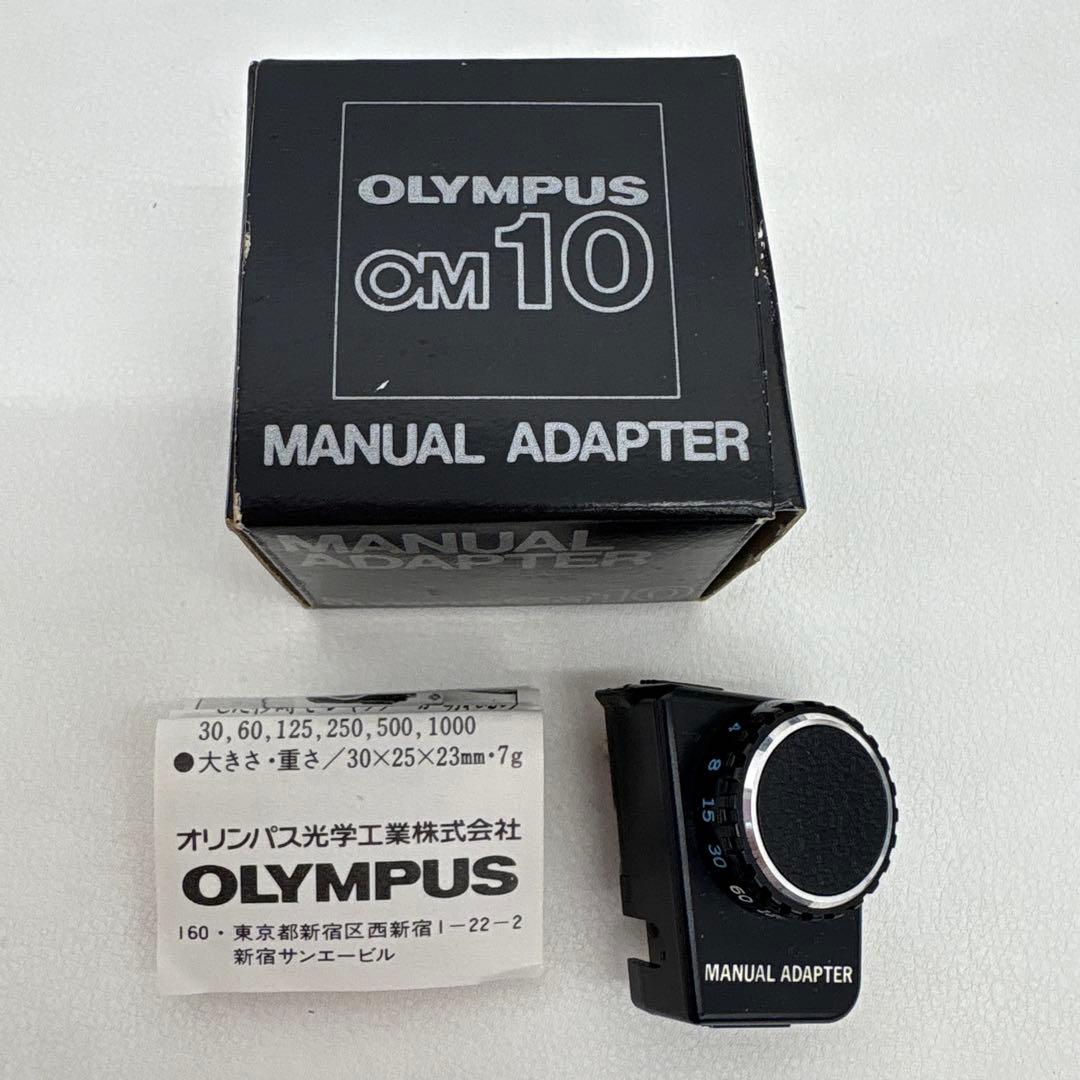 OLYMPUS
OM10
MANUAL ADAPTER
MANUAL
ADAPTER
30,60,125,250,500,1000
●大きさ・重さ／30×25×23mm・7g
オリンパス光学工業株式会社
OLYMPUS
160・東京都新宿区西新宿1-22-2
新宿サンエービル
4
8
15
30
60
MANUAL ADAPTER